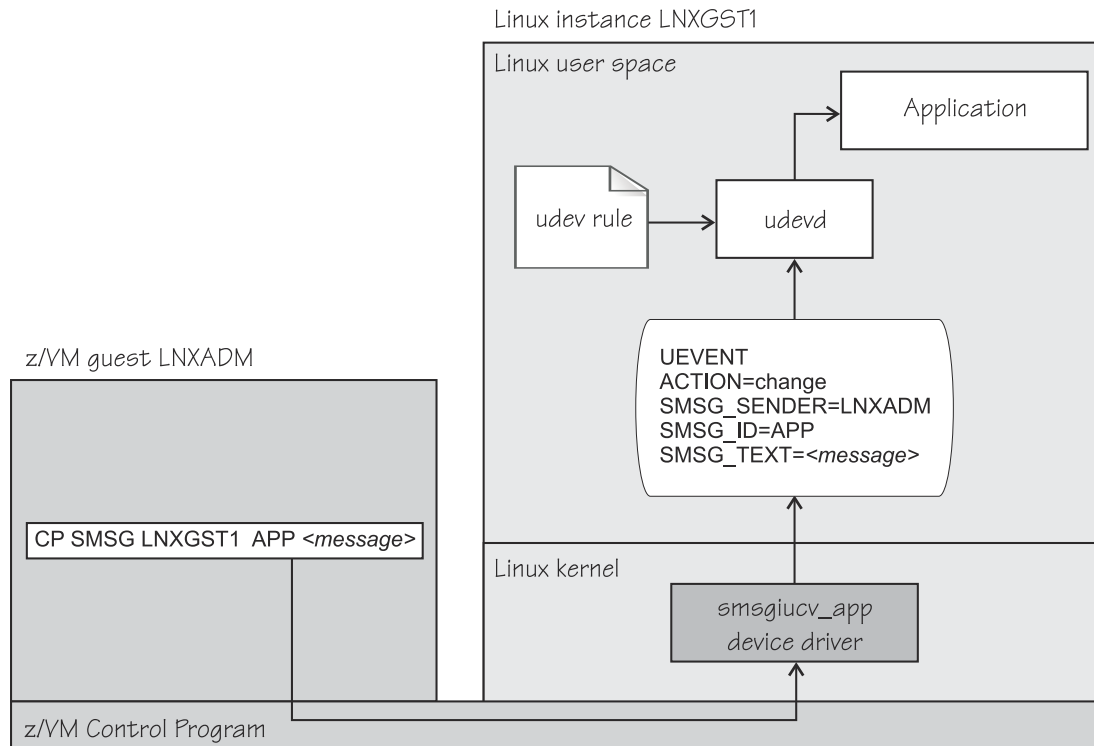 Linux instance LNXGST1
Linux user space
Application
udev rule
udevd
UEVENT
ACTION=change
SMSG_SENDER=LNXADM
SMSG_ID=APP
SMSG_TEXT=<message>
z/VM guest LNXADM
CP SMSG LNXGST1 APP <message>
Linux kernel
smsgiucv_app
device driver
z/VM Control Program